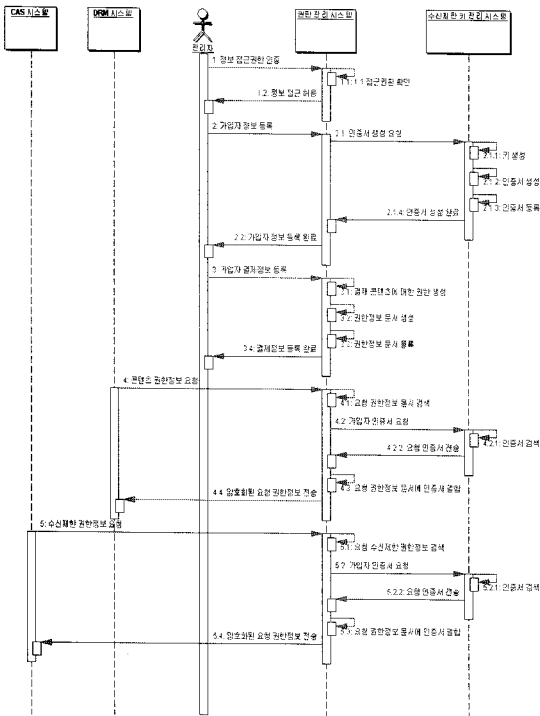 CAS 시스템
DRM 시스템
관리자
권한 관리 시스템
수신제한키 관리 시스템
1: 정보 접근권한 인증
1.1: 1.1 접근권한 확인
1.2: 정보 접근 허용
2: 가입자 정보 등록
2.1: 인증서 생성 요청
2.1.1: 키 생성
2.1.2: 인증서 생성
2.1.3: 인증서 등록
2.1.4: 인증서 생성 완료
2.2: 가입자 정보 등록 완료
3: 가입자 결제정보 등록
3.1: 결제 콘텐츠에 대한 권한 생성
3.2: 권한정보 문서 생성
3.3: 권한정보 문서 등록
3.4: 결제정보 등록 완료
4: 콘텐츠 권한정보 요청
4.1: 요청 권한정보 문서 검색
4.2: 가입자 인증서 요청
4.2.1: 인증서 검색
4.2.2: 요청 인증서 전송
4.3: 요청 권한정보 문서에 인증서 결합
4.4: 암호화된 요청 권한정보 전송
5: 수신제한 권한정보 요청
5.1: 요청 수신제한 권한정보 검색
5.2: 가입자 인증서 요청
5.2.1: 인증서 검색
5.2.2: 요청 인증서 전송
5.3: 요청 권한정보 문서에 인증서 결합
5.4: 암호화된 요청 권한정보 전송